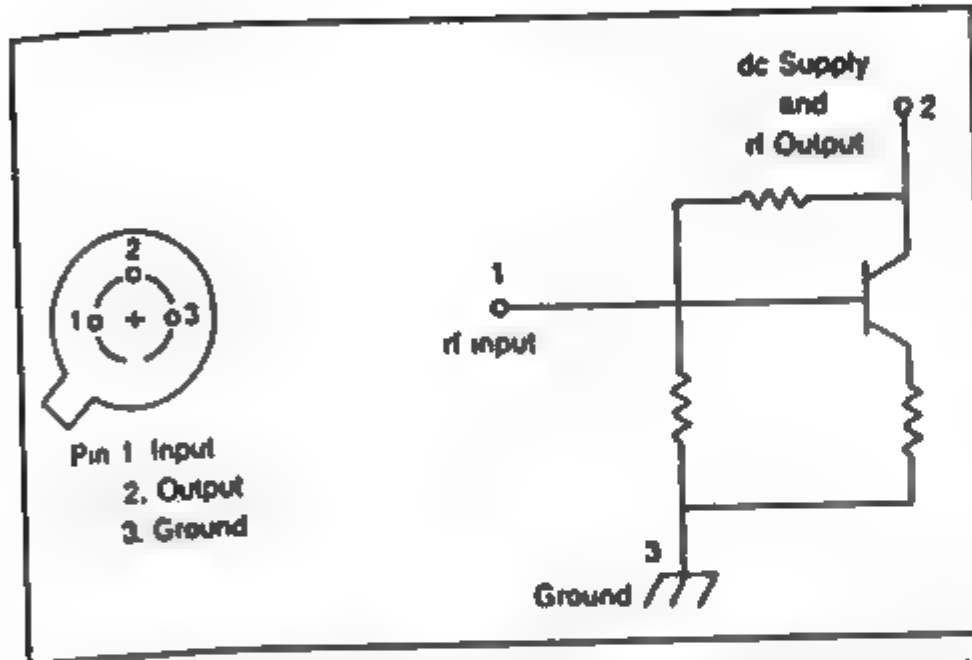 dc Supply
and
rf Output
2
2
1
3
1
rf input
Pin 1 Input
2. Output
3. Ground
3
Ground